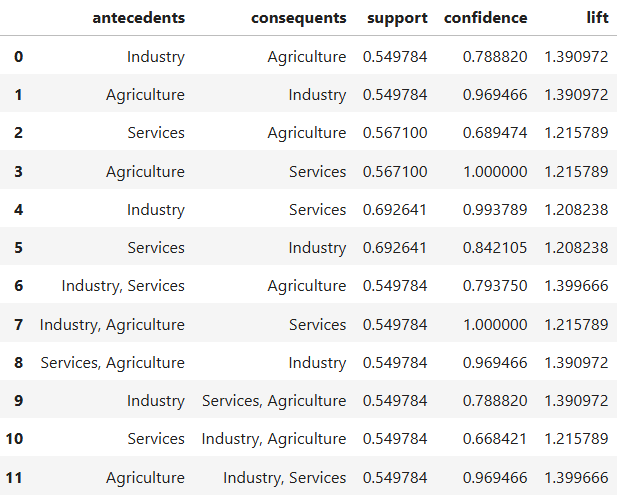 antecedents consequents support confidence lift
0 Industry Agriculture 0.549784 0.788820 1.390972
1 Agriculture Industry 0.549784 0.969466 1.390972
2 Services Agriculture 0.567100 0.689474 1.215789
3 Agriculture Services 0.567100 1.000000 1.215789
4 Industry Services 0.692641 0.993789 1.208238
5 Services Industry 0.692641 0.842105 1.208238
6 Industry, Services Agriculture 0.549784 0.793750 1.399666
7 Industry, Agriculture Services 0.549784 1.000000 1.215789
8 Services, Agriculture Industry 0.549784 0.969466 1.390972
9 Industry Services, Agriculture 0.549784 0.788820 1.390972
10 Services Industry, Agriculture 0.549784 0.668421 1.215789
11 Agriculture Industry, Services 0.549784 0.969466 1.399666